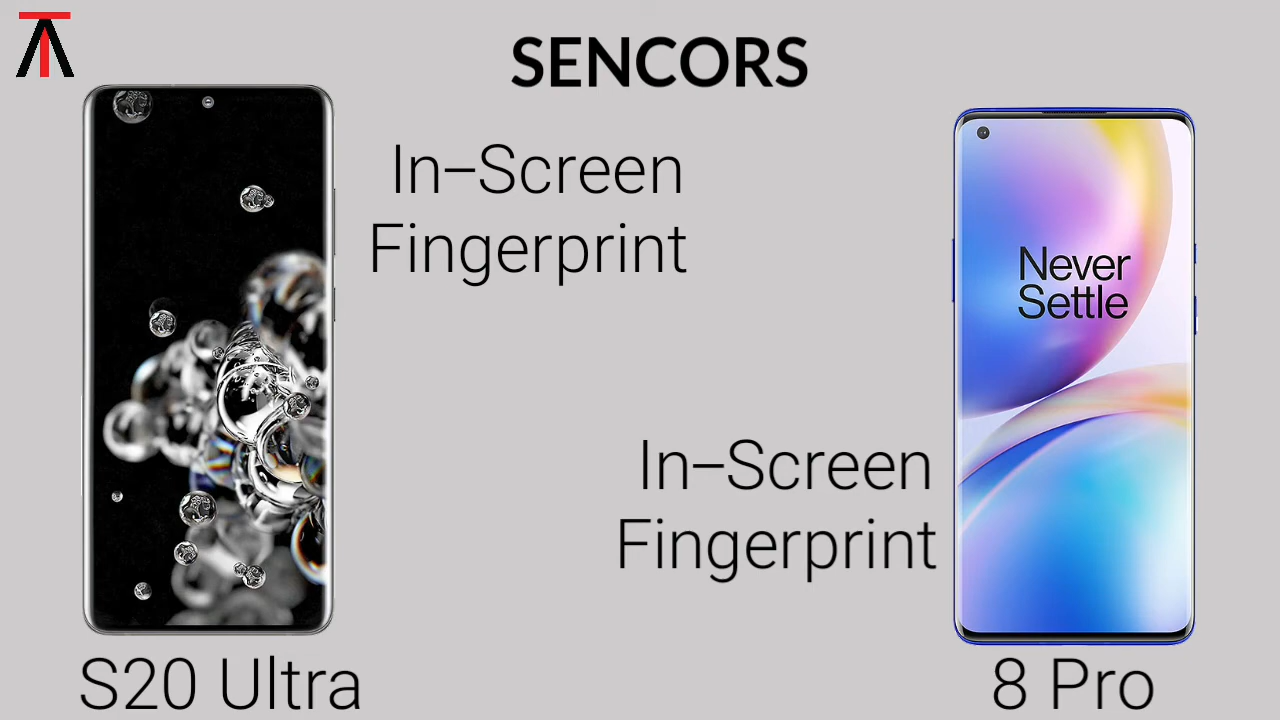 SENCORS
In–Screen
Fingerprint
Never
Settle
In–Screen
Fingerprint
S20 Ultra
8 Pro